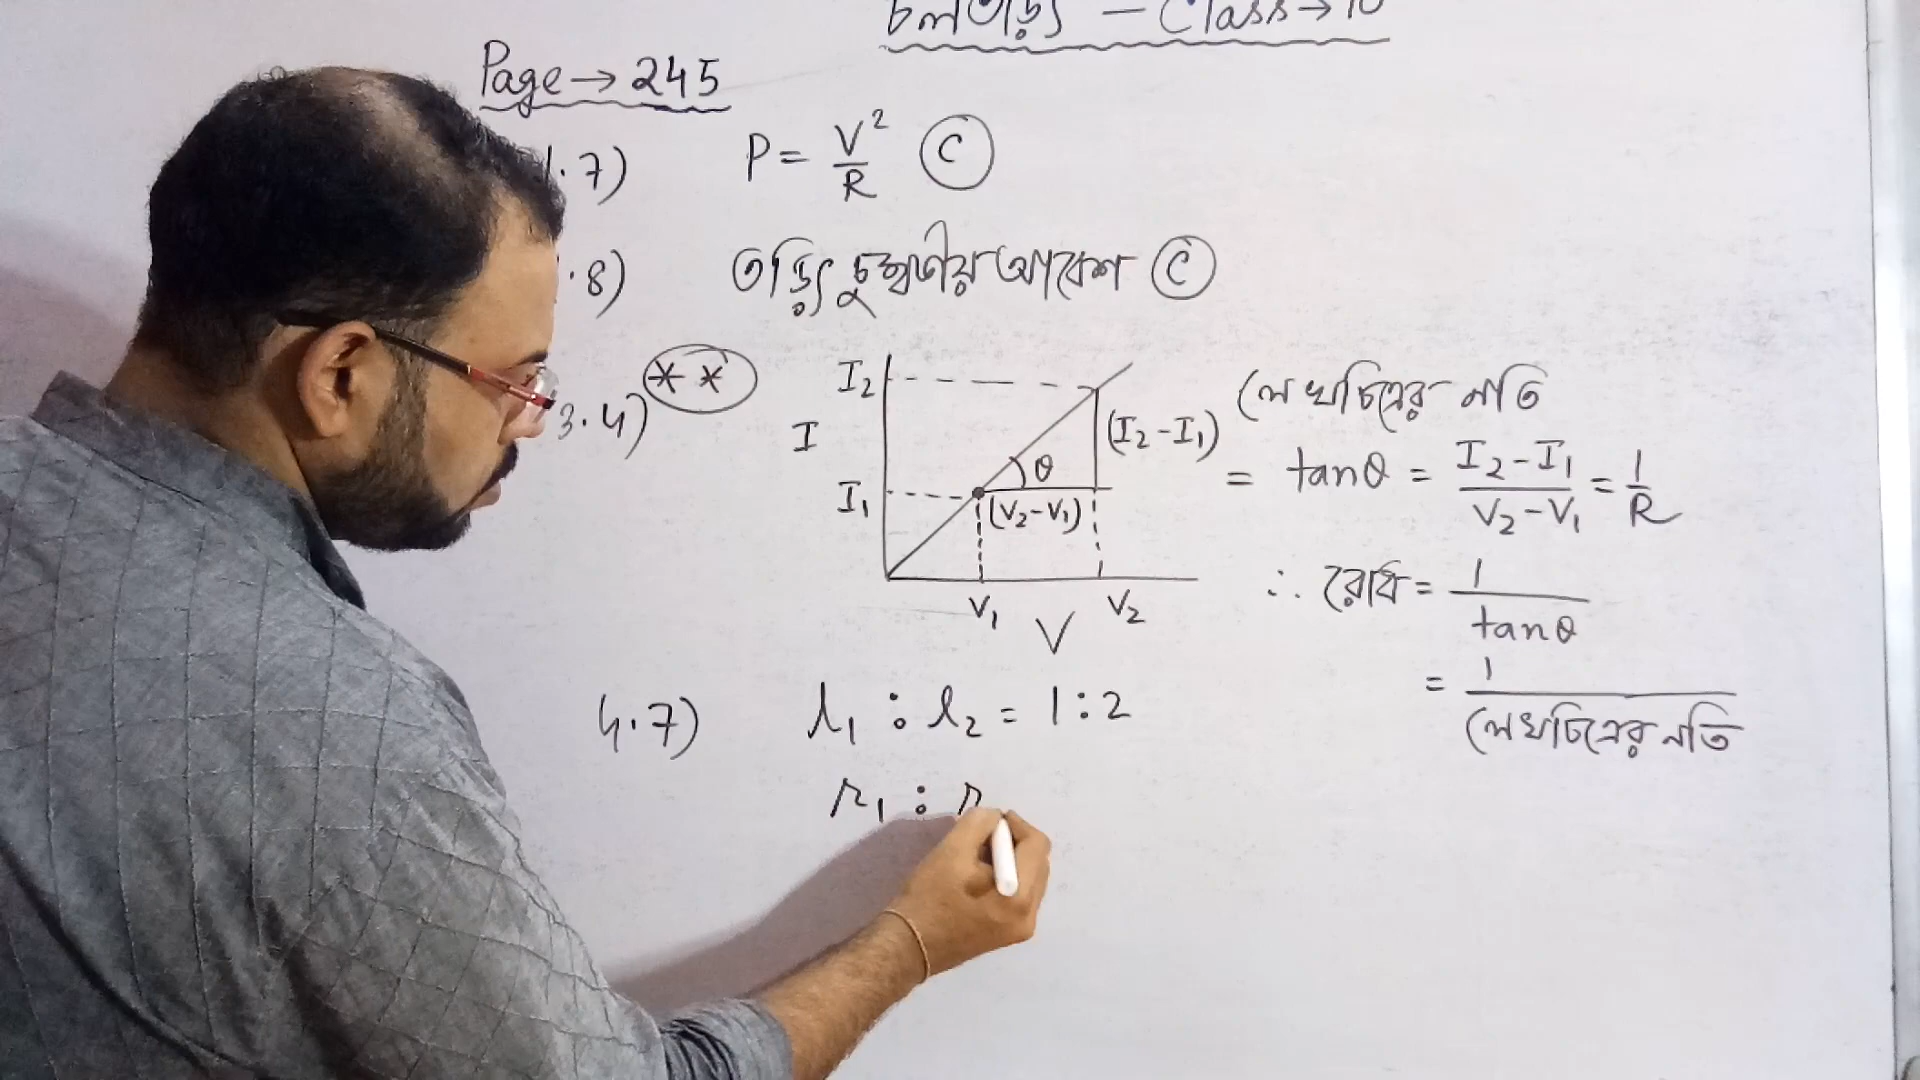 চলতড়িৎ – Class → 10
Page → 245
1.7) P = V²/R (C)
.8) তড়িৎ চুম্বকীয় আবেশ (C)
3.4) **
I₂
I
I₁
θ
(I₂-I₁)
(V₂-V₁)
V₁ V₂
V
লেখচিত্রের নতি
= tanθ = (I₂-I₁)/(V₂-V₁) = 1/R
∴ রোধ = 1/tanθ
= 1/লেখচিত্রের নতি
4.7) l₁ : l₂ = 1:2
r₁ : r